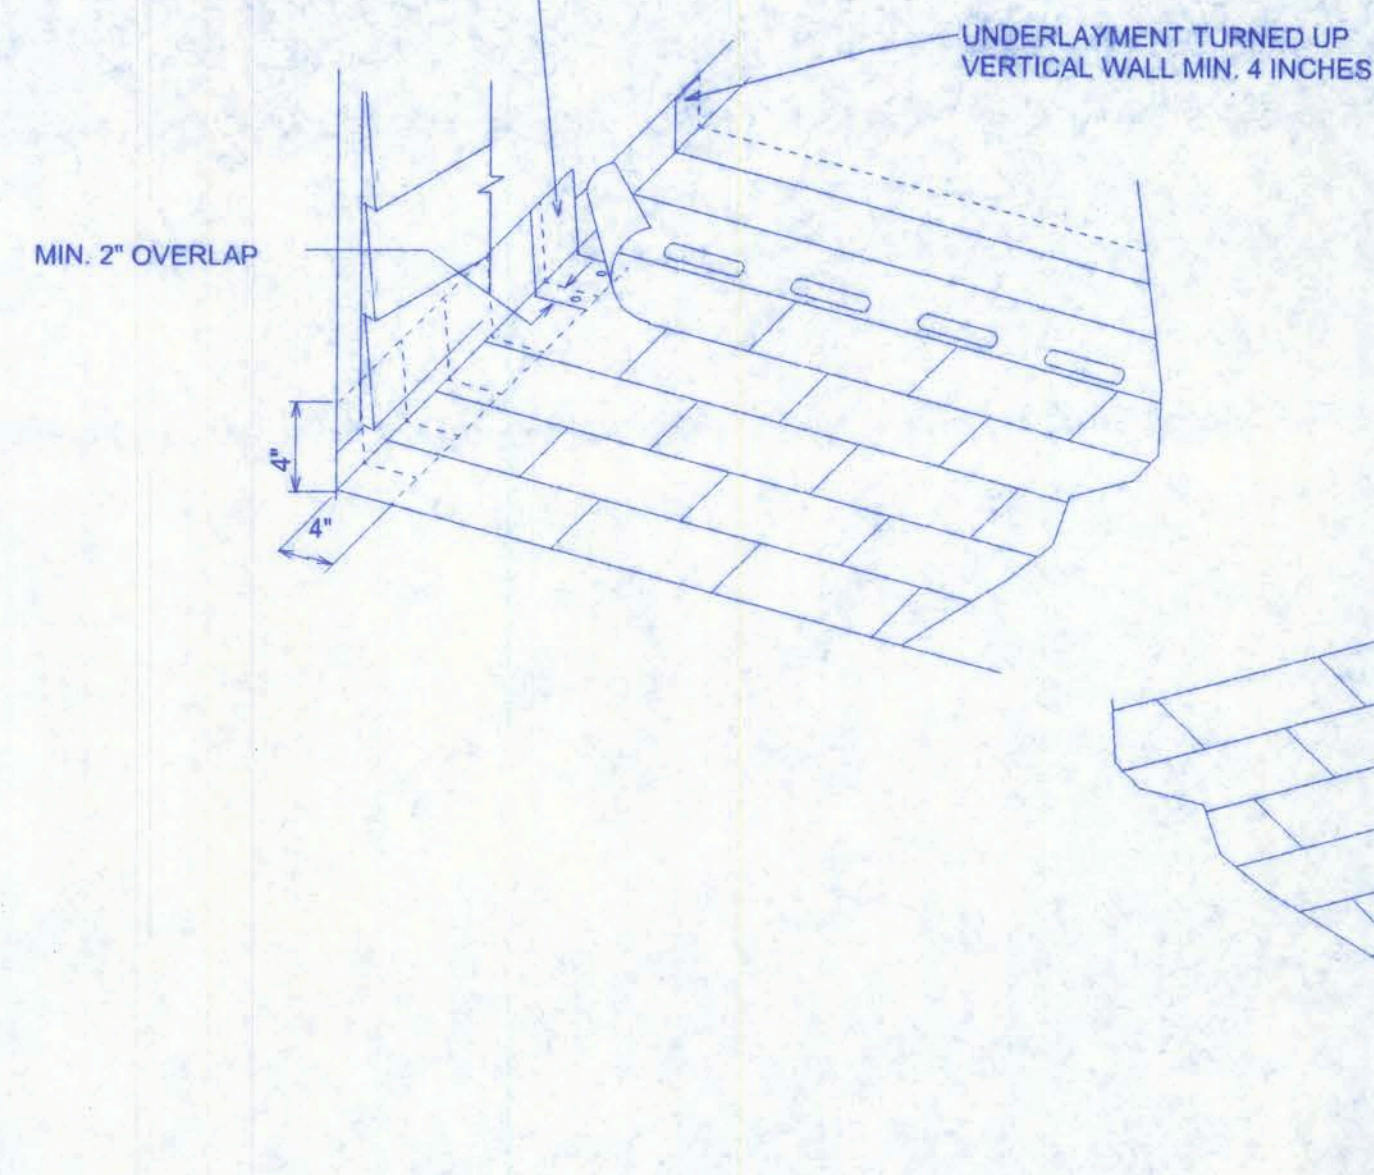 UNDERLAYMENT TURNED UP
VERTICAL WALL MIN. 4 INCHES
MIN. 2" OVERLAP
4"
4"